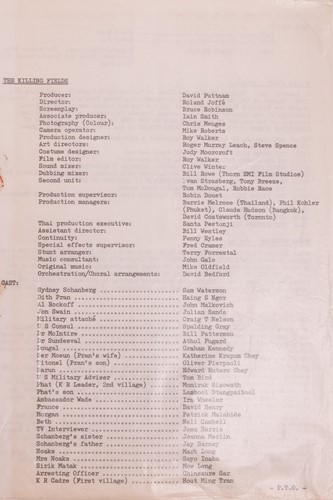 THE KILLING FIELDS
Producer: David Puttnam
Director: Roland Joffé
Screenplay: Bruce Robinson
Associate producer: Iain Smith
Photography (Colour): Chris Menges
Camera operator: Mike Roberts
Production designer: Roy Walker
Art directors: Roger Murray Leach, Steve Spence
Costume designer: Judy Moorcroft
Film editor: Roy Walker
Sound mixer: Clive Winter
Dubbing mixer: Bill Rowe (Thorn EMI Film Studios)
Second unit: Strasberg, Tony Breeze,
Tom McDougal, Robbie Race
Production supervisor: Robin Douet
Production managers: Barrie Melrose (Thailand), Phil Kohler
(Phuket), Claude Hudson (Bangkok),
David Coatsworth (Toronto)
Thai production executive: Santa Pestonji
Assistant director: Bill Westley
Continuity: Penny Eyles
Special effects supervisor: Fred Cramer
Stunt arranger: Terry Forrestal
Music consultant: John Gale
Original music: Mike Oldfield
Orchestration/Choral arrangements: David Bedford
CAST:
Sydney Schanberg .......... Sam Waterson
Dith Pran .......... Haing S Ngor
Al Rockoff .......... John Malkovich
Jon Swain .......... Julian Sands
Military attaché .......... Craig T Nelson
U S Consul .......... Spalding Gray
Dr McIntire .......... Bill Patterson
Dr Sundesval .......... Athol Fugard
Dougal .......... Graham Kennedy
Ser Moeun (Pran's wife) .......... Katherine Krapum Chey
Titonel (Pran's son) .......... Oliver Pierpaoli
Sarun .......... Edward Entero Chey
U S Military Adviser .......... Tom Bird
Phat (K R Leader, 2nd village) .......... Monirak Sisowath
Phat's son .......... Lambool Dtangpaibool
Ambassador Wade .......... Ira Wheeler
France .......... David Henry
Morgan .......... Patrick Malahide
Beth .......... Nell Campbell
TV Interviewer .......... Joan Harris
Schanberg's sister .......... Joanna Merlin
Schanberg's father .......... Jay Barney
Noaks .......... Mark Long
Mrs Noaks .......... Sayo Inaba
Sirik Matak .......... Mow Leng
Arresting Officer .......... Chinsaure Sar
K R Cadre (First village) .......... Hout Ming Tran
- P.T.O. -